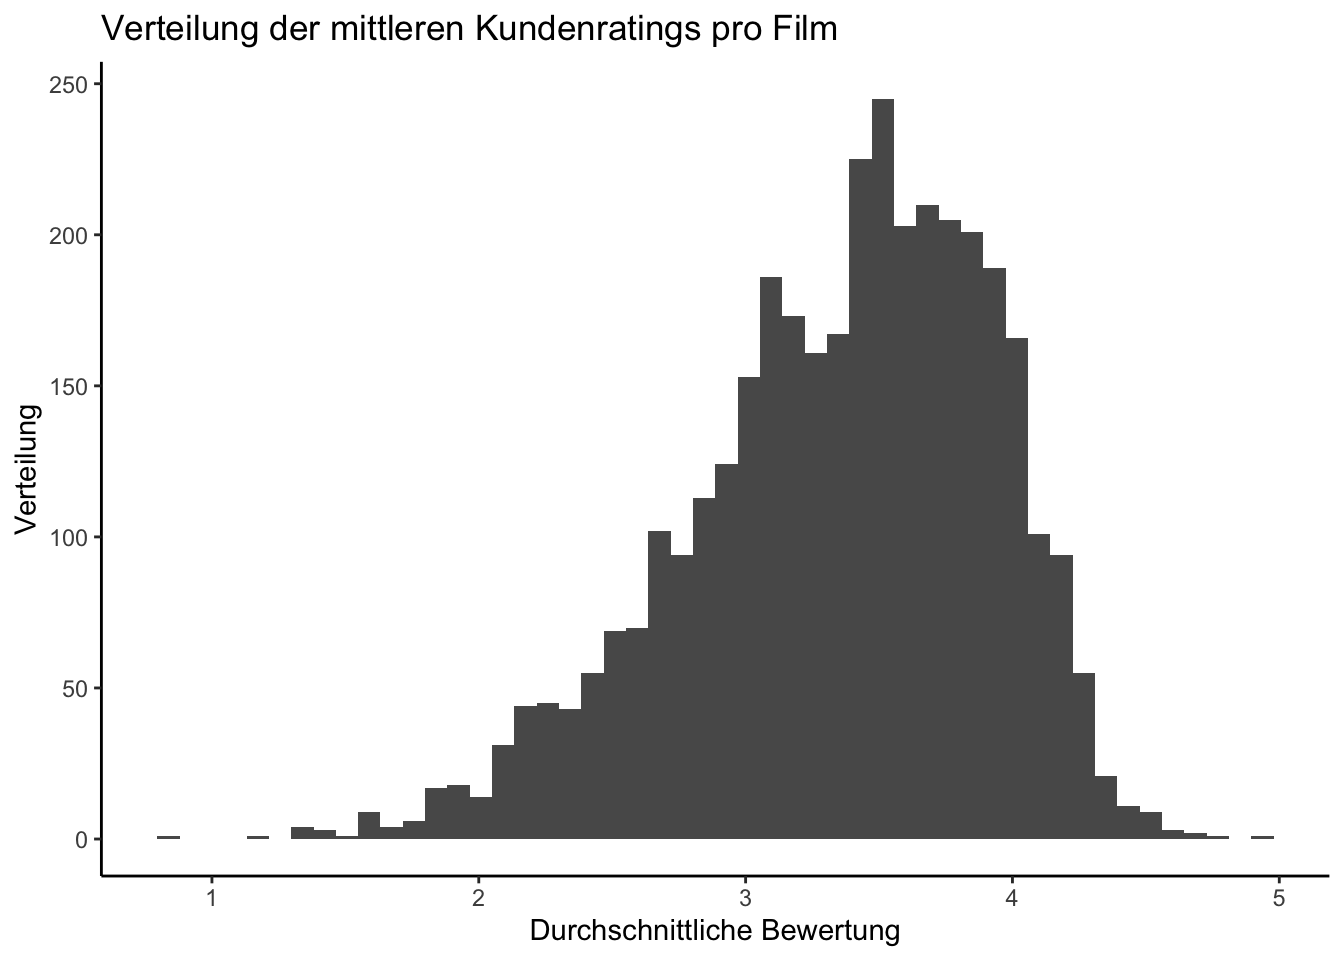 Verteilung der mittleren Kundenratings pro Film
250
200
150
100
50
0
Verteilung
1 2 3 4 5
Durchschnittliche Bewertung